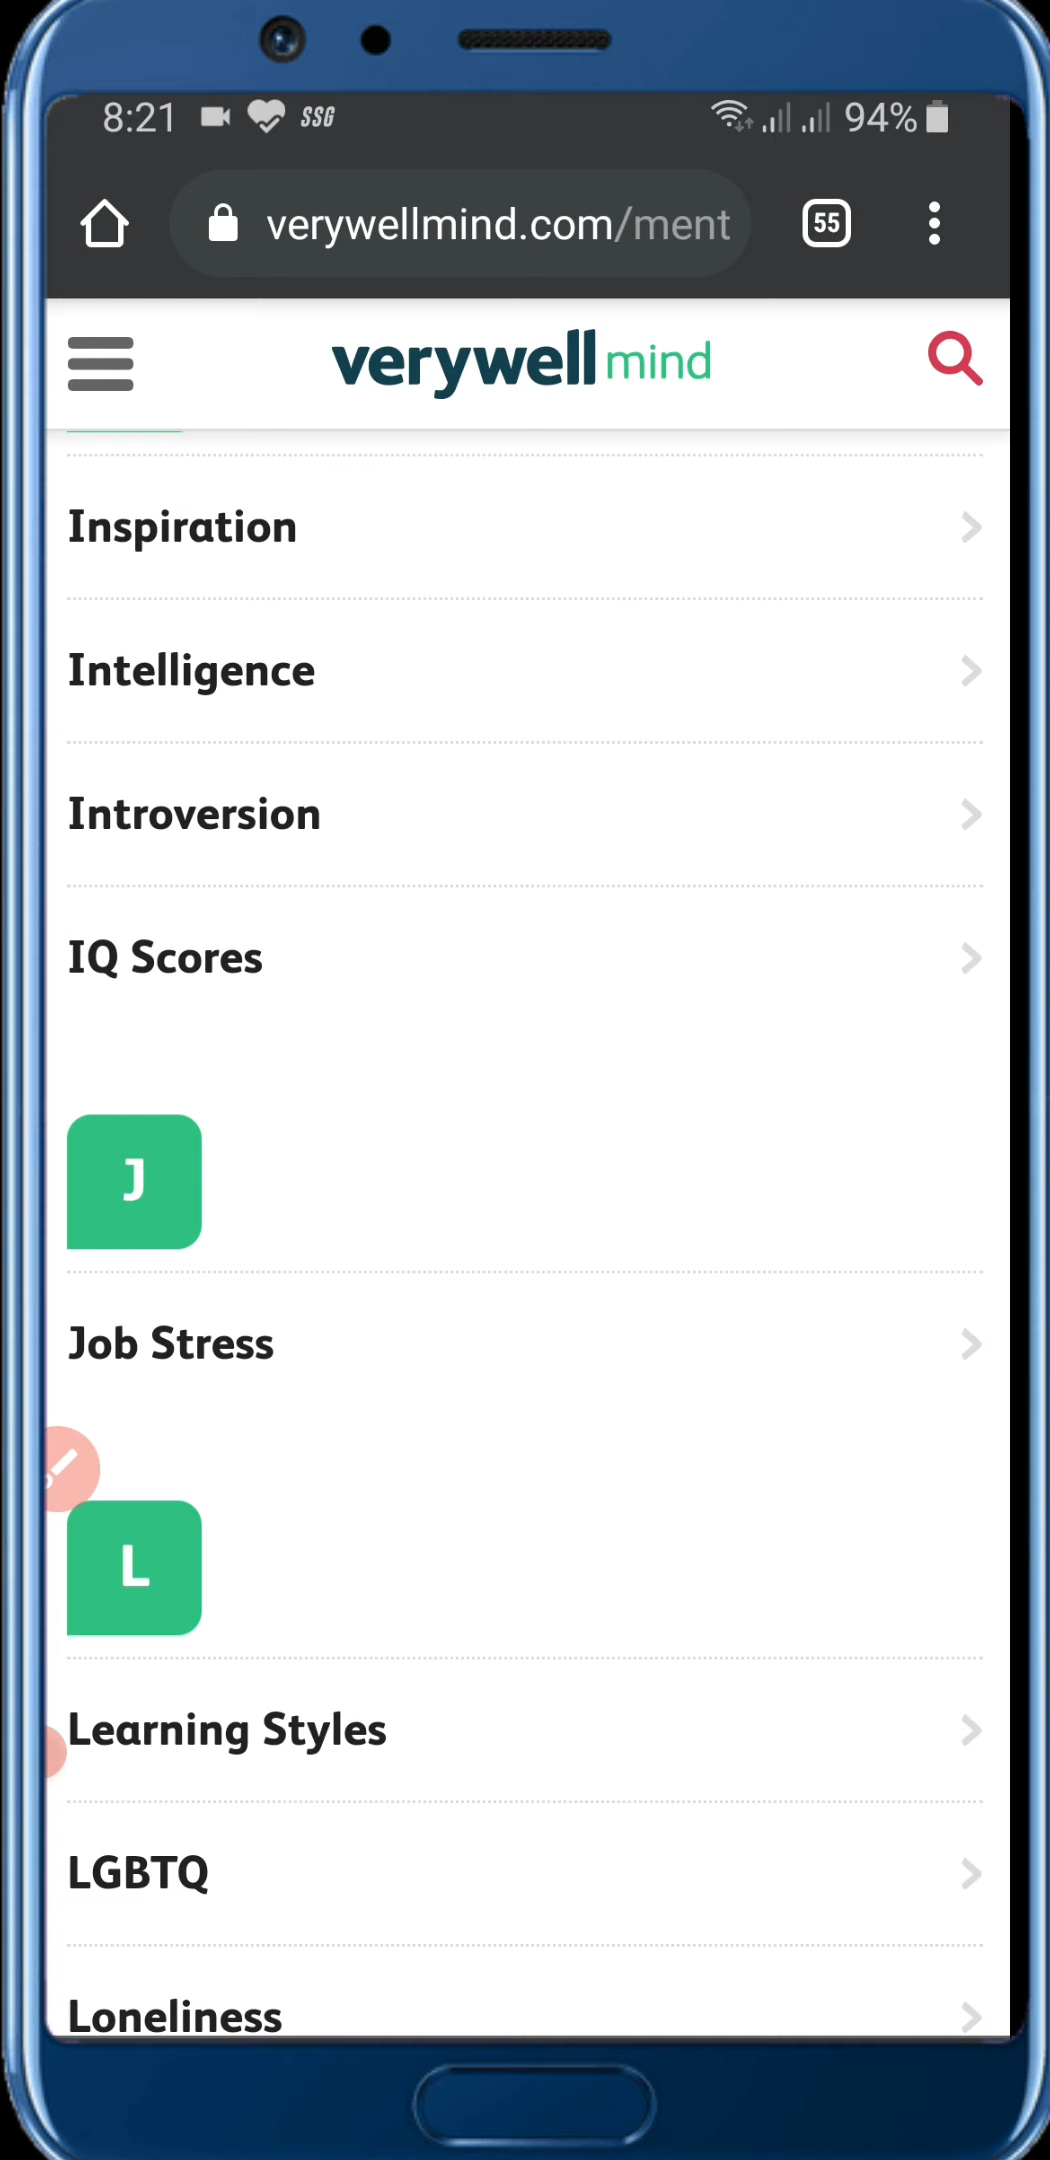 8:21 SSG 94%
verywellmind.com/ment 55
verywell mind
Inspiration
Intelligence
Introversion
IQ Scores
J
Job Stress
L
Learning Styles
LGBTQ
Loneliness